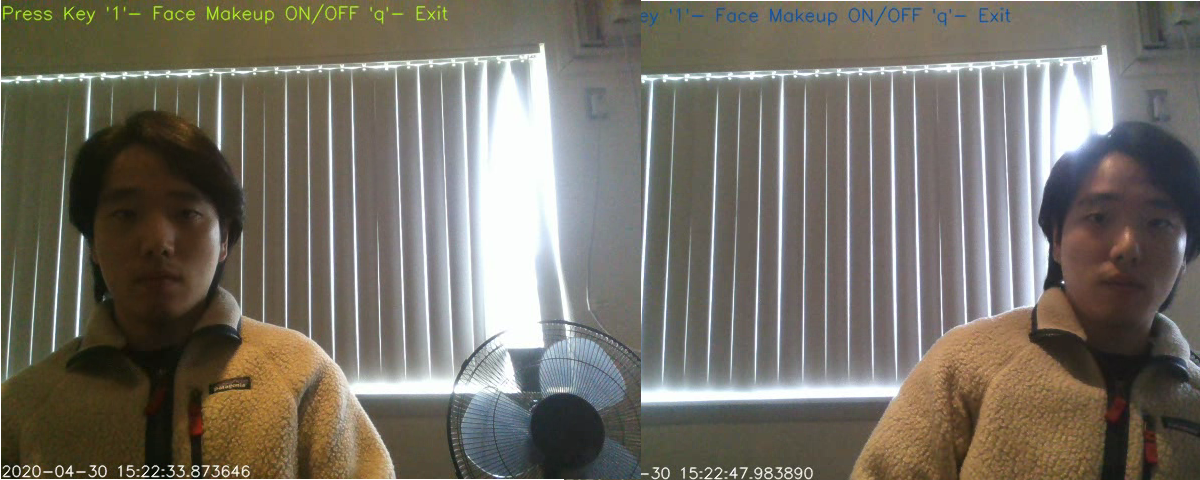 Press Key '1'- Face Makeup ON/OFF 'q'- Exit
ey '1'- Face Makeup ON/OFF 'q'- Exit
patagonia
2020-04-30 15:22:33.873646
-30 15:22:47.983890